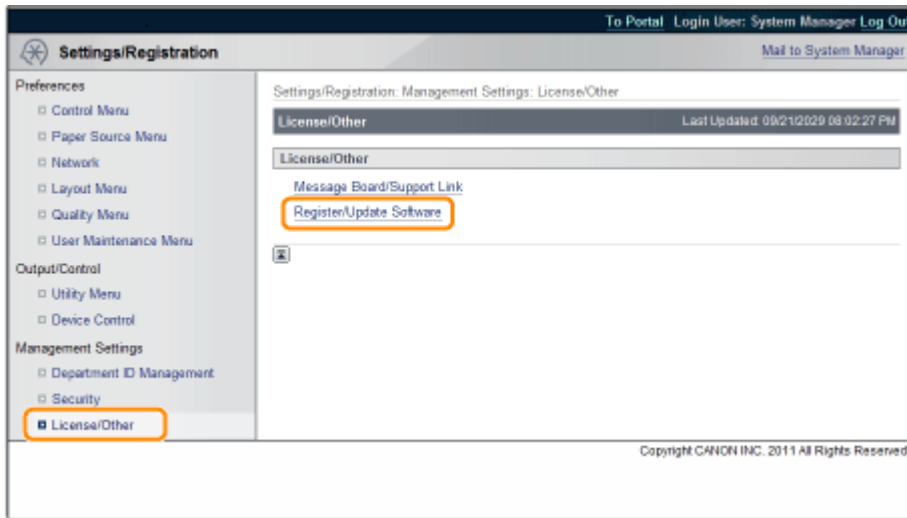 To Portal Login User: System Manager Log Ou
Settings/Registration
Mail to System Manager
Preferences
Control Menu
Paper Source Menu
Network
Layout Menu
Quality Menu
User Maintenance Menu
Output/Control
Utility Menu
Device Control
Management Settings
Department ID Management
Security
License/Other
Settings/Registration: Management Settings: License/Other
License/Other
Last Updated: 09/21/2029 08:02:27 PM
License/Other
Message Board/Support Link
Register/Update Software
Copyright CANON INC. 2011 All Rights Reserved